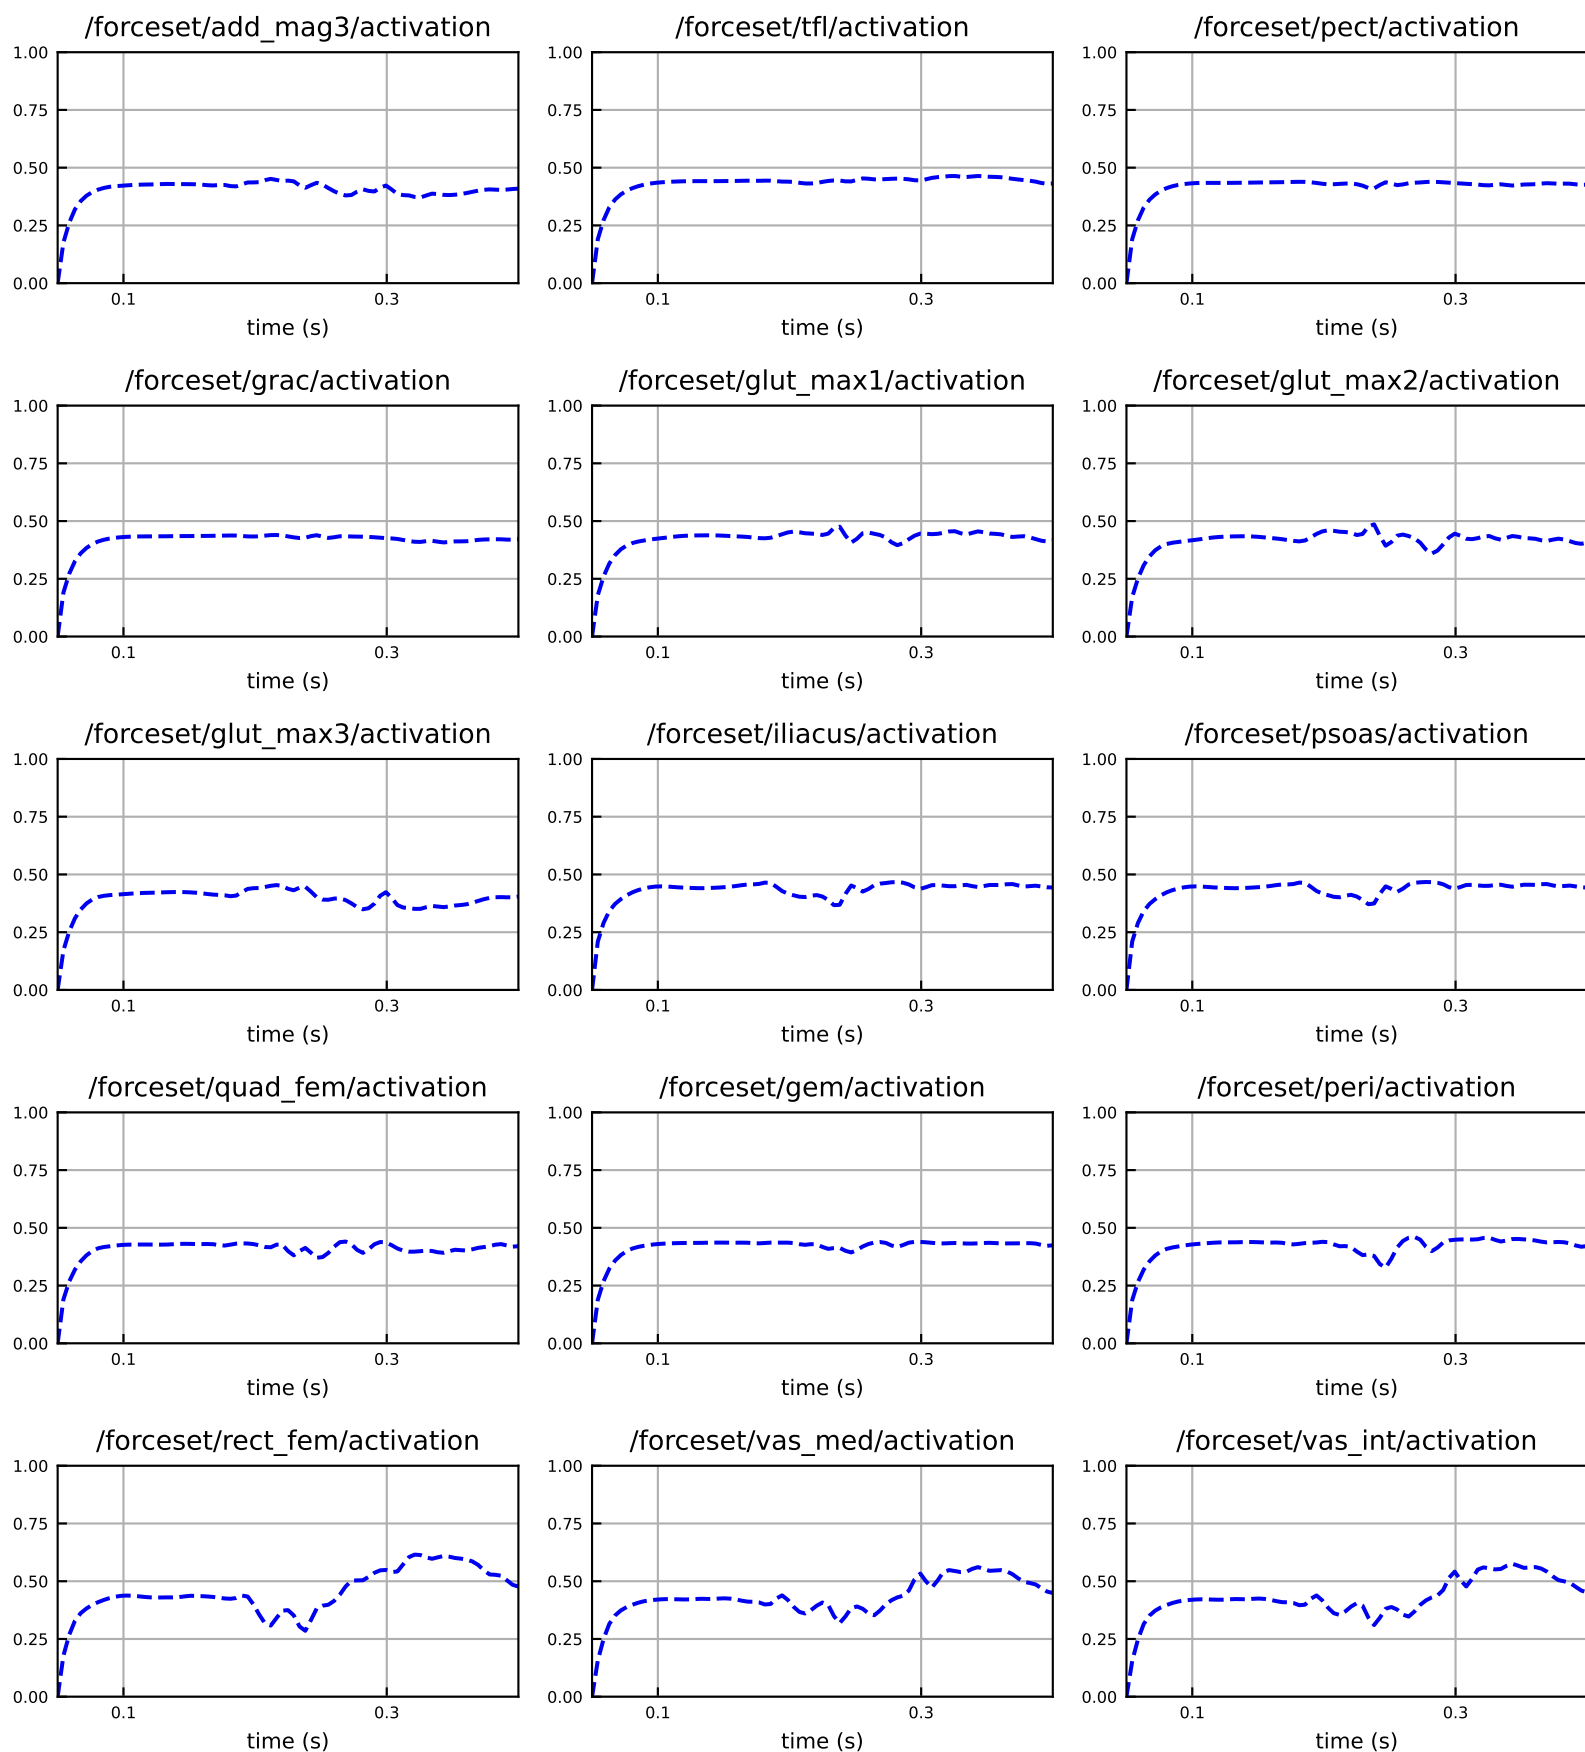 /forceset/add_mag3/activation /forceset/tfl/activation /forceset/pect/activation
1.00 1.00 1.00
0.75 0.75 0.75
0.50 0.50 0.50
0.25 0.25 0.25
0.00 0.00 0.00
0.1 0.3 0.1 0.3 0.1 0.3
time (s) time (s) time (s)
/forceset/grac/activation /forceset/glut_max1/activation /forceset/glut_max2/activation
1.00 1.00 1.00
0.75 0.75 0.75
0.50 0.50 0.50
0.25 0.25 0.25
0.00 0.00 0.00
0.1 0.3 0.1 0.3 0.1 0.3
time (s) time (s) time (s)
/forceset/glut_max3/activation /forceset/iliacus/activation /forceset/psoas/activation
1.00 1.00 1.00
0.75 0.75 0.75
0.50 0.50 0.50
0.25 0.25 0.25
0.00 0.00 0.00
0.1 0.3 0.1 0.3 0.1 0.3
time (s) time (s) time (s)
/forceset/quad_fem/activation /forceset/gem/activation /forceset/peri/activation
1.00 1.00 1.00
0.75 0.75 0.75
0.50 0.50 0.50
0.25 0.25 0.25
0.00 0.00 0.00
0.1 0.3 0.1 0.3 0.1 0.3
time (s) time (s) time (s)
/forceset/rect_fem/activation /forceset/vas_med/activation /forceset/vas_int/activation
1.00 1.00 1.00
0.75 0.75 0.75
0.50 0.50 0.50
0.25 0.25 0.25
0.00 0.00 0.00
0.1 0.3 0.1 0.3 0.1 0.3
time (s) time (s) time (s)